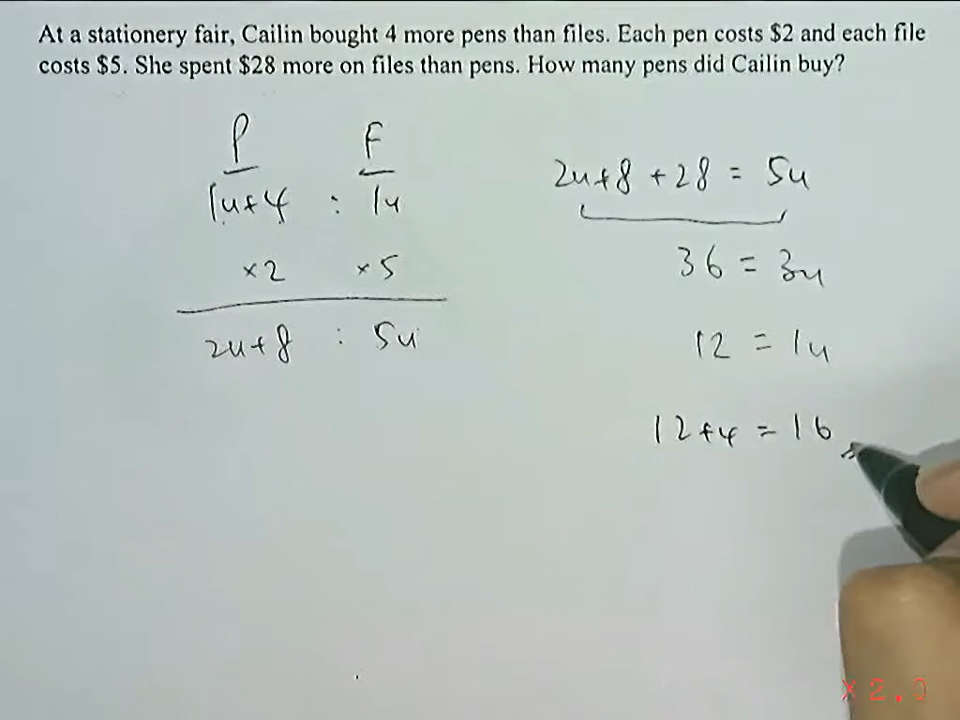 At a stationery fair, Cailin bought 4 more pens than files. Each pen costs $2 and each file
costs $5. She spent $28 more on files than pens. How many pens did Cailin buy?
P F
1u+4 : 1u
×2 ×5
2u+8 : 5u
2u+8 + 28 = 5u
36 = 3u
12 = 1u
12+4 = 16
×2.0